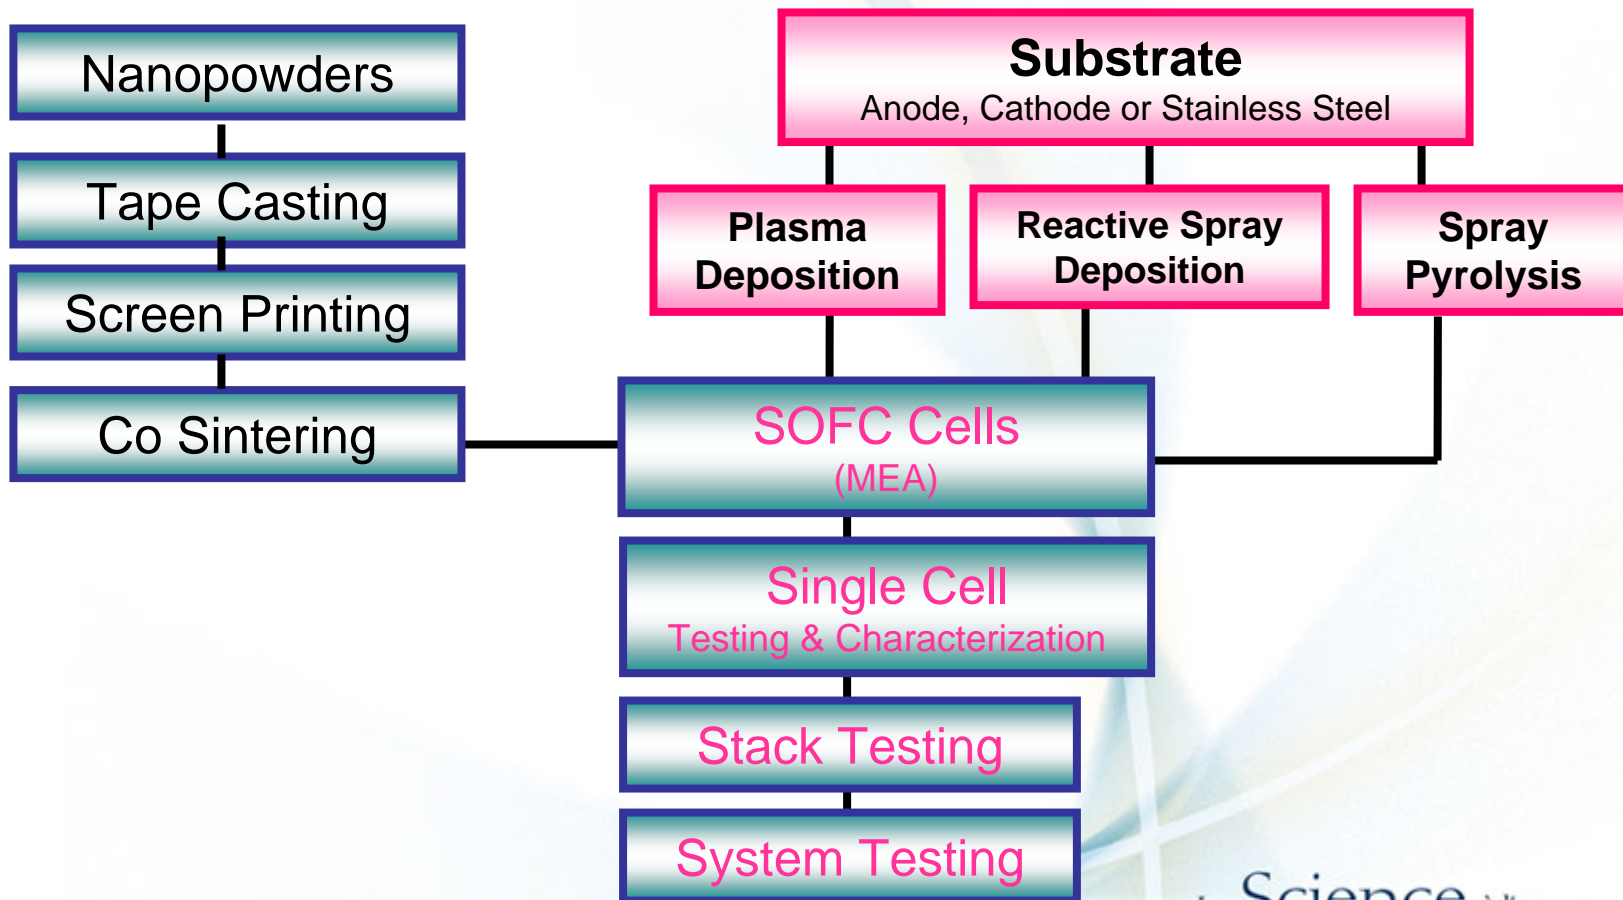 Nanopowders
Tape Casting
Screen Printing
Co Sintering
Substrate
Anode, Cathode or Stainless Steel
Plasma
Deposition
Reactive Spray
Deposition
Spray
Pyrolysis
SOFC Cells
(MEA)
Single Cell
Testing & Characterization
Stack Testing
System Testing
Science